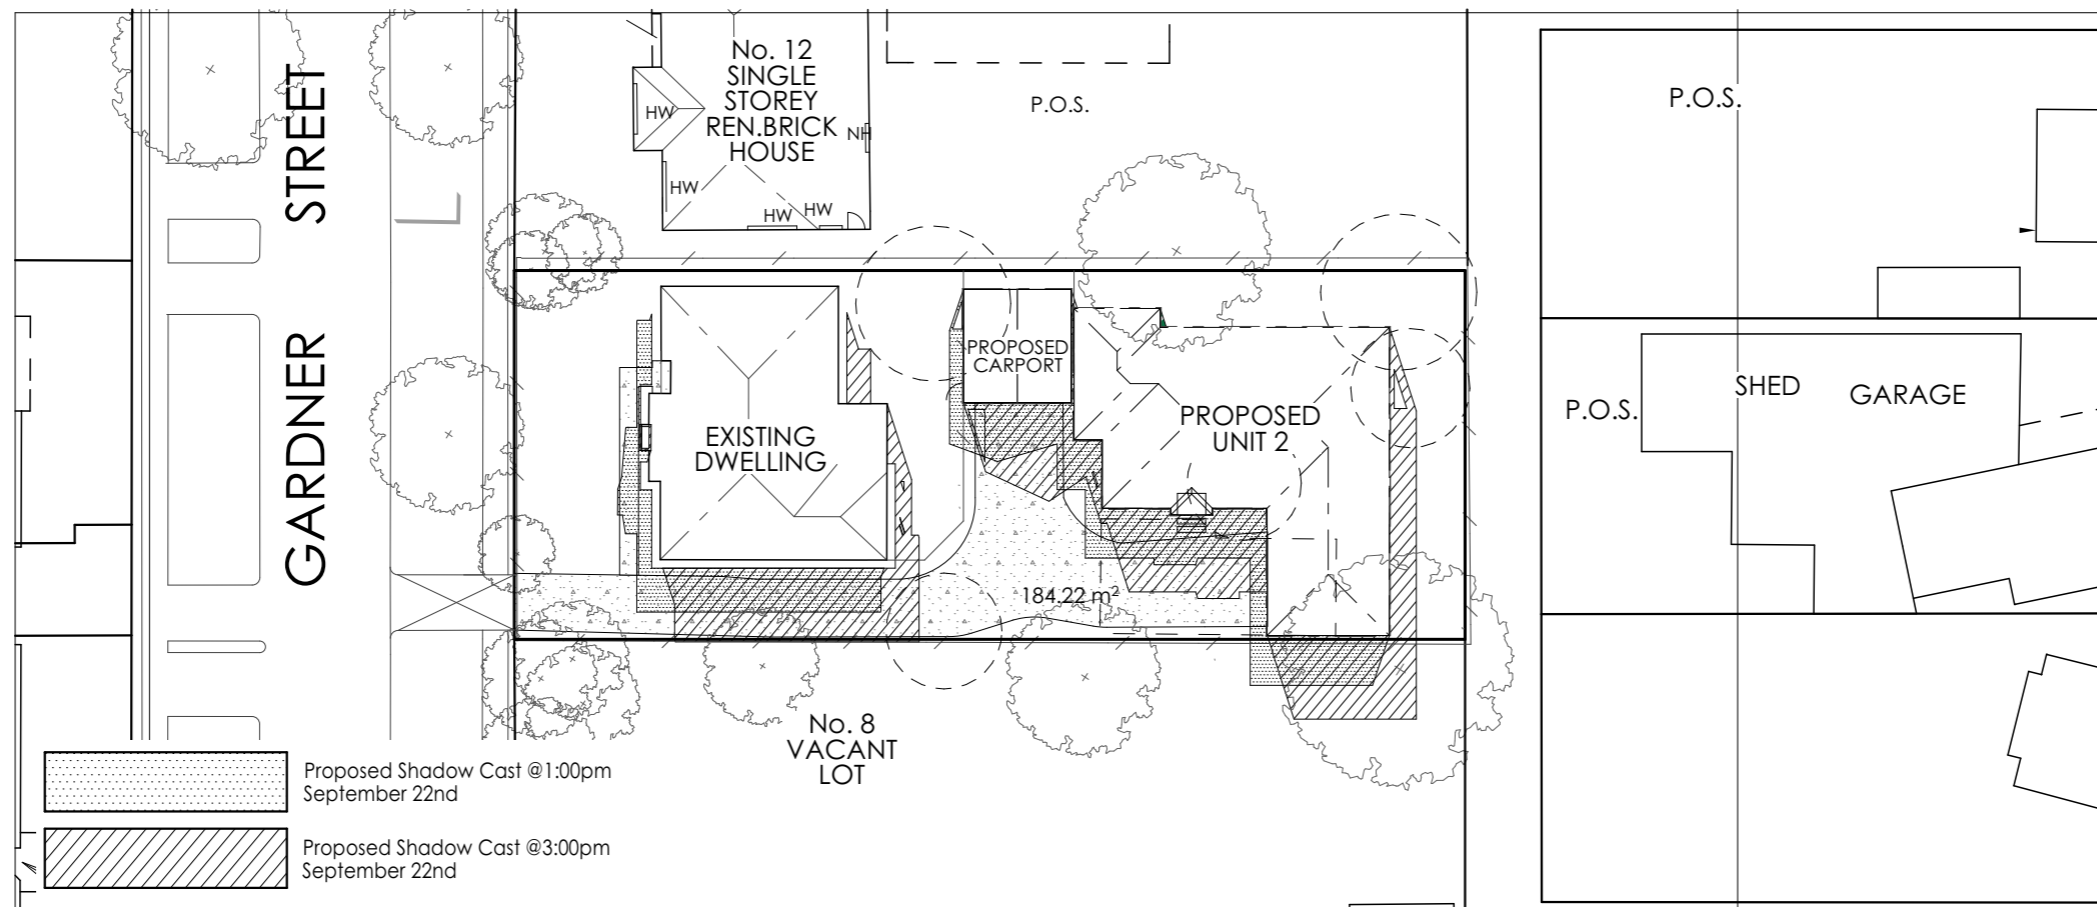 GARDNER STREET
No. 12
SINGLE
STOREY
REN.BRICK
HOUSE
HW
NH
HW
HW
HW
P.O.S.
P.O.S.
PROPOSED
CARPORT
EXISTING
DWELLING
PROPOSED
UNIT 2
184.22 m²
P.O.S.
SHED
GARAGE
No. 8
VACANT
LOT
Proposed Shadow Cast @1:00pm
September 22nd
Proposed Shadow Cast @3:00pm
September 22nd